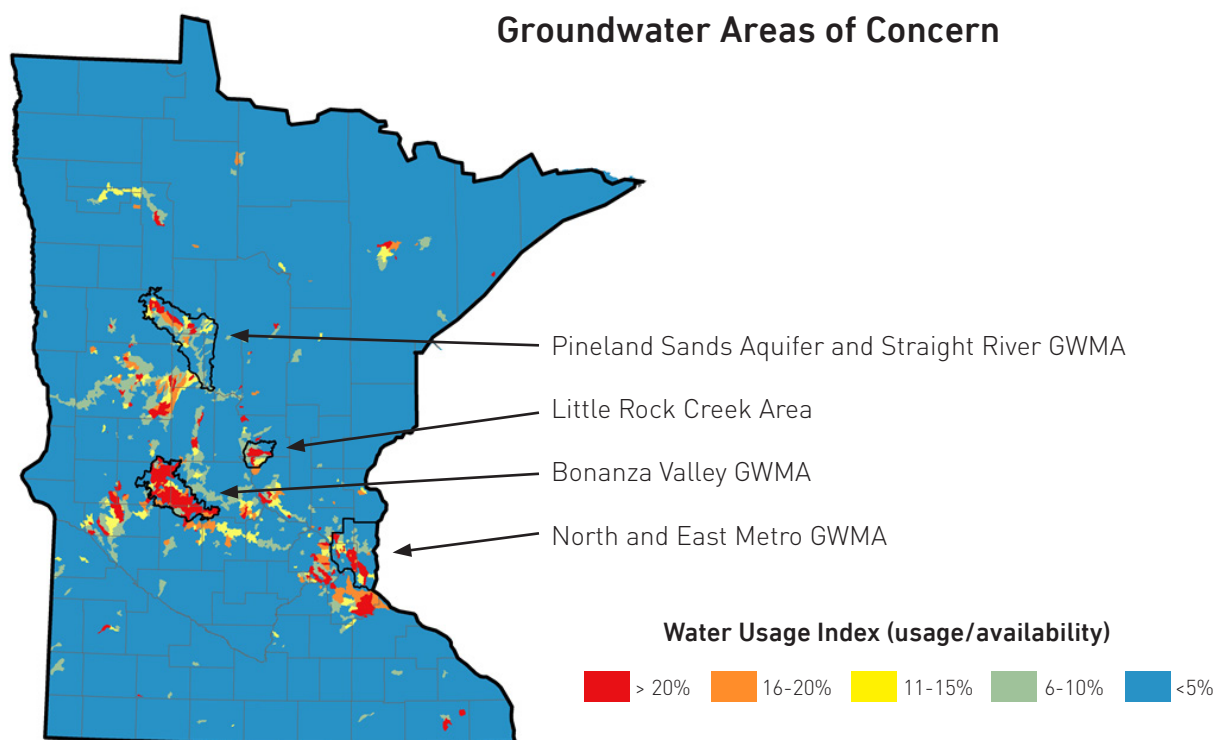 Groundwater Areas of Concern
Pineland Sands Aquifer and Straight River GWMA
Little Rock Creek Area
Bonanza Valley GWMA
North and East Metro GWMA
Water Usage Index (usage/availability)
> 20% 16-20% 11-15% 6-10% <5%